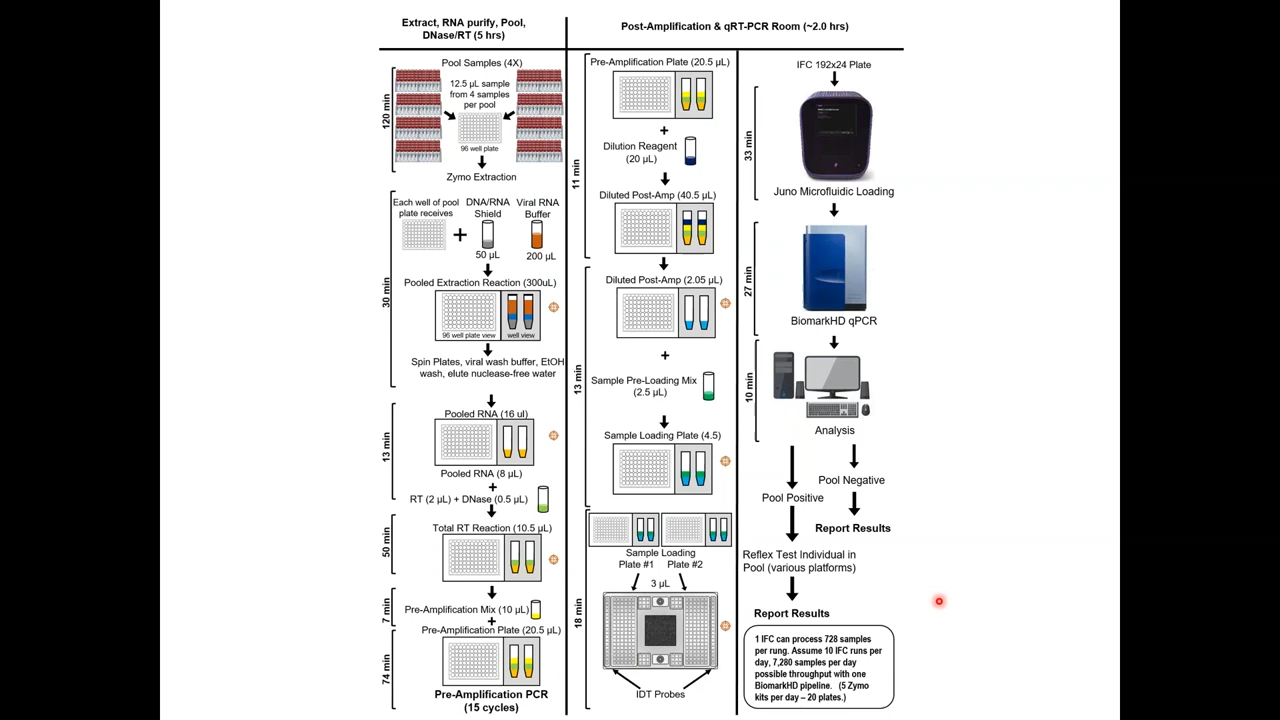 Extract, RNA purify, Pool,
DNase/RT (5 hrs)
Pool Samples (4X)
120 min
12.5 µL sample
from 4 samples
per pool
96 well plate
Zymo Extraction
30 min
Each well of pool
plate receives
+
DNA/RNA
Shield
50 µL
Viral RNA
Buffer
200 µL
Pooled Extraction Reaction (300uL)
96 well plate view
well view
Spin Plates, viral wash buffer, EtOH
wash, elute nuclease-free water
13 min
Pooled RNA (16 ul)
Pooled RNA (8 µL)
+
RT (2 µL) + DNase (0.5 µL)
50 min
Total RT Reaction (10.5 µL)
7 min
Pre-Amplification Mix (10 µL)
+
74 min
Pre-Amplification Plate (20.5 µL)
Pre-Amplification PCR
(15 cycles)
Post-Amplification & qRT-PCR Room (~2.0 hrs)
11 min
Pre-Amplification Plate (20.5 µL)
+
Dilution Reagent
(20 µL)
Diluted Post-Amp (40.5 µL)
13 min
Diluted Post-Amp (2.05 µL)
+
Sample Pre-Loading Mix
(2.5 µL)
Sample Loading Plate (4.5)
18 min
Sample Loading
Plate #1 Plate #2
3 µL
IDT Probes
IFC 192x24 Plate
33 min
Juno Microfluidic Loading
27 min
BiomarkHD qPCR
10 min
Analysis
Pool Negative
Pool Positive
Report Results
Reflex Test Individual in
Pool (various platforms)
Report Results
1 IFC can process 728 samples
per rung. Assume 10 IFC runs per
day, 7,280 samples per day
possible throughput with one
BiomarkHD pipeline. (5 Zymo
kits per day – 20 plates.)